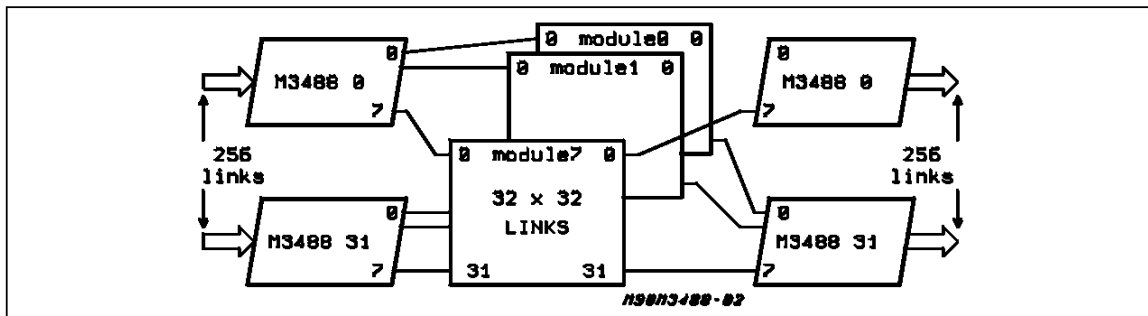 0 module0 0
0 module1 0
M3488 0
0
7
M3488 0
0
7
256
links
0 module7 0
32 x 32
LINKS
31 31
256
links
M3488 31
0
7
M3488 31
0
7
M90M3488-02